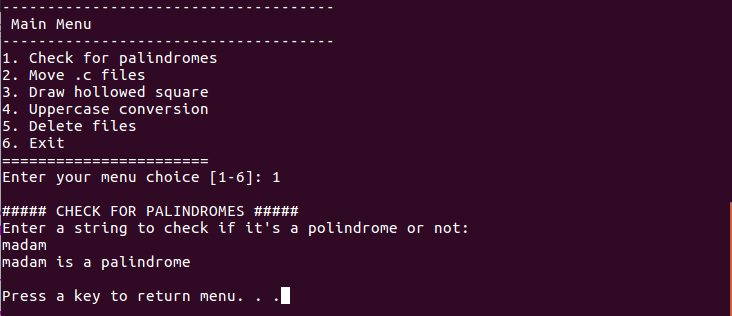 -------------------------------------
Main Menu
-------------------------------------
1. Check for palindromes
2. Move .c files
3. Draw hollowed square
4. Uppercase conversion
5. Delete files
6. Exit
=======================
Enter your menu choice [1-6]: 1
##### CHECK FOR PALINDROMES #####
Enter a string to check if it's a polindrome or not:
madam
madam is a palindrome
Press a key to return menu. . .